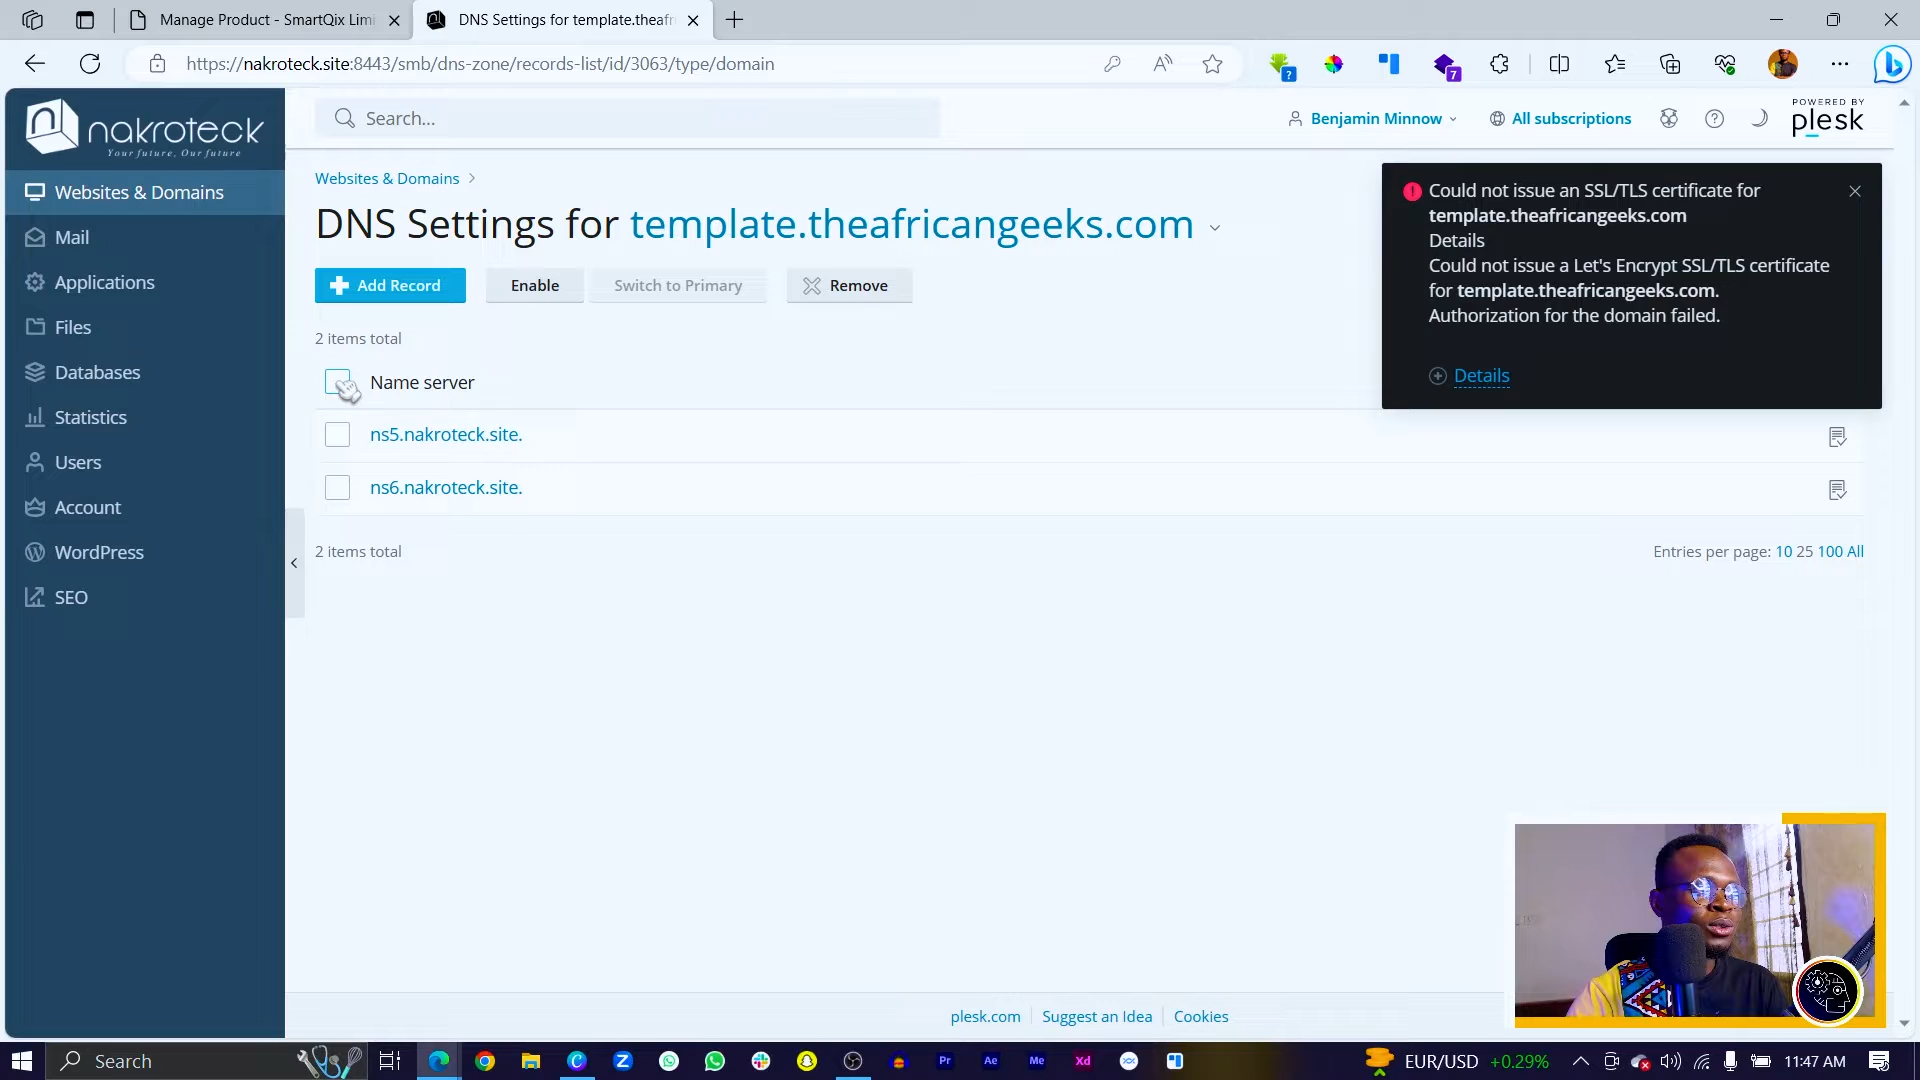 Manage Product - SmartQix Limi
DNS Settings for template.theafr
https://nakroteck.site:8443/smb/dns-zone/records-list/id/3063/type/domain
?
7
nakroteck
Your future, Our future
Search...
Benjamin Minnow
All subscriptions
POWERED BY
plesk
Websites & Domains
Mail
Applications
Files
Databases
Statistics
Users
Account
WordPress
SEO
Websites & Domains
DNS Settings for template.theafricangeeks.com
Add Record
Enable
Switch to Primary
Remove
2 items total
Name server
ns5.nakroteck.site.
ns6.nakroteck.site.
2 items total
Entries per page: 10 25 100 All
Could not issue an SSL/TLS certificate for
template.theafricangeeks.com
Details
Could not issue a Let's Encrypt SSL/TLS certificate
for template.theafricangeeks.com.
Authorization for the domain failed.
Details
plesk.com
Suggest an Idea
Cookies
Search
Pr
Ae
Me
Xd
EUR/USD +0.29%
11:47 AM